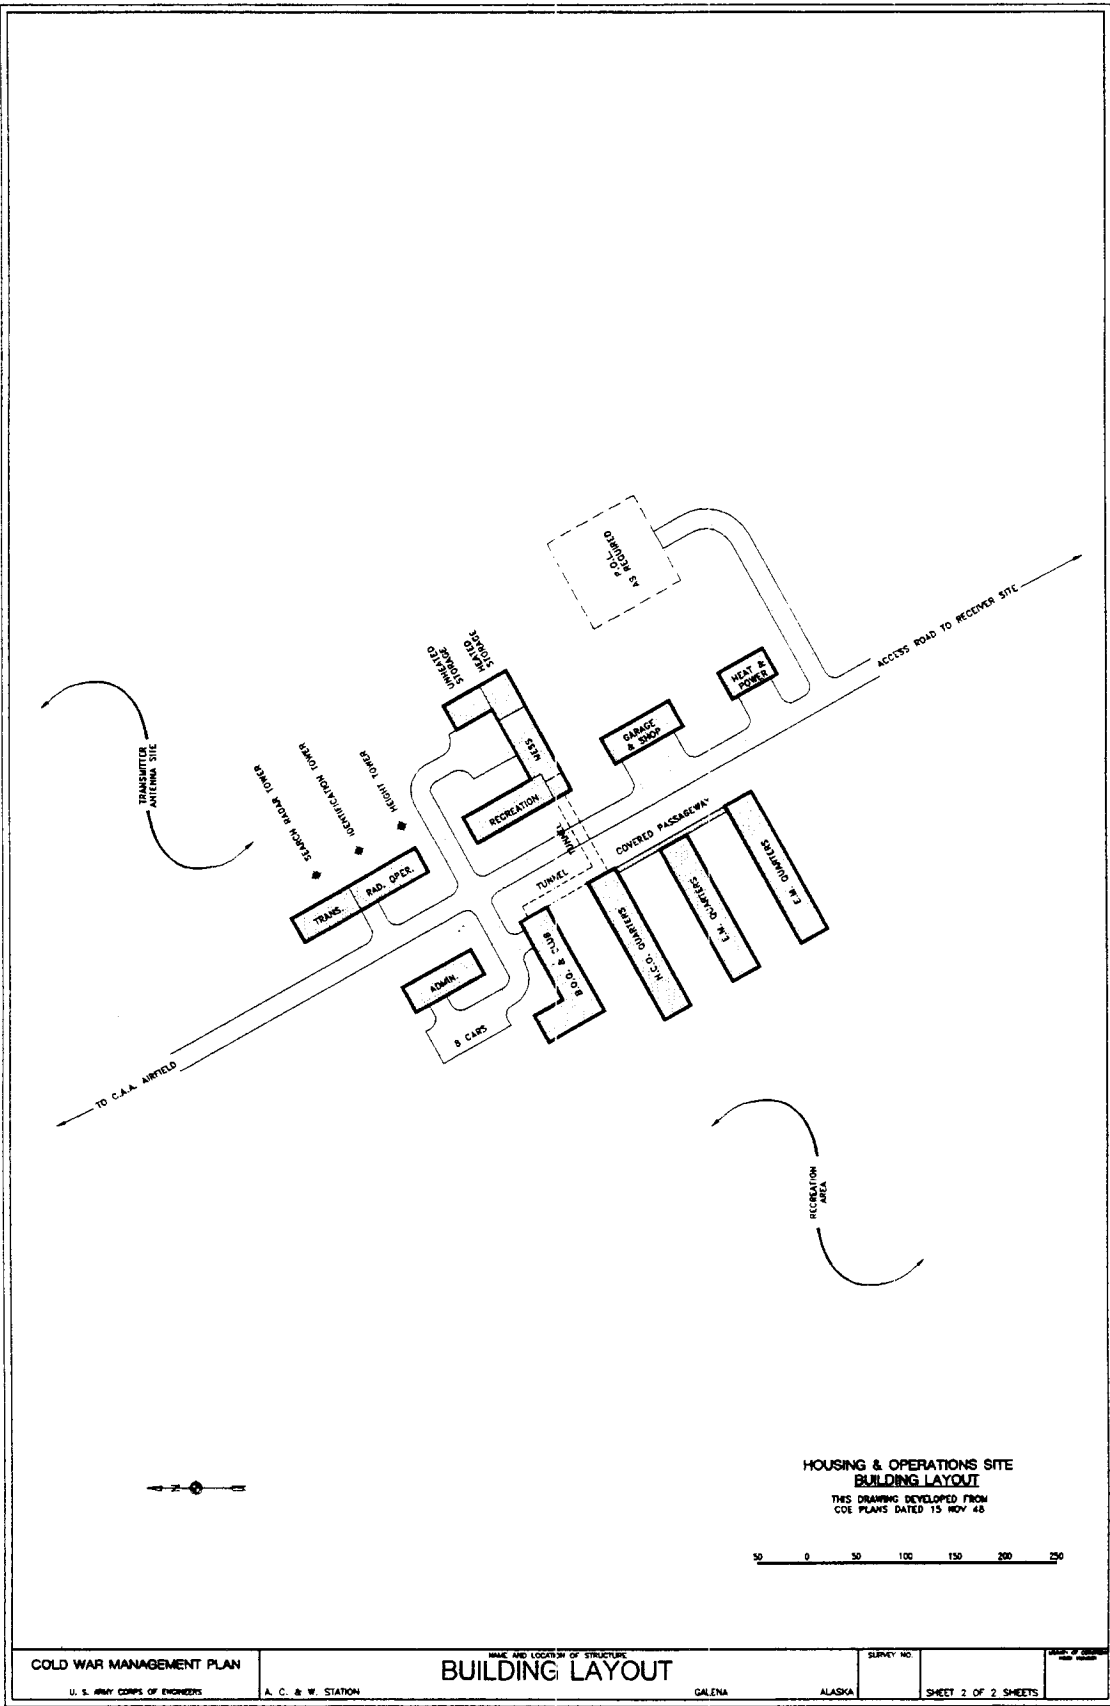 P.O.L.
AS REQUIRED
ACCESS ROAD TO RECEIVER SITE
UNHEATED
STORAGE
HEATED
STORAGE
HEAT &
POWER
GARAGE
& SHOP
MESS
RECREATION
TRANSMITTER
ANTENNA SITE
SEARCH RADAR TOWER
IDENTIFICATION TOWER
HEIGHT TOWER
TUNNEL
COVERED PASSAGEWAY
TUNNEL
TRANS.
RAD. OPER.
E.M. QUARTERS
E.M. QUARTERS
N.C.O. QUARTERS
B.O.Q. & CLUB
ADMIN.
8 CARS
TO C.A.A. AIRFIELD
RECREATION
AREA
N
HOUSING & OPERATIONS SITE
BUILDING LAYOUT
THIS DRAWING DEVELOPED FROM
COE PLANS DATED 15 NOV 48
50 0 50 100 150 200 250
COLD WAR MANAGEMENT PLAN
U. S. ARMY CORPS OF ENGINEERS
NAME AND LOCATION OF STRUCTURE
BUILDING LAYOUT
A. C. & W. STATION GALENA ALASKA
SURVEY NO.
SHEET 2 OF 2 SHEETS